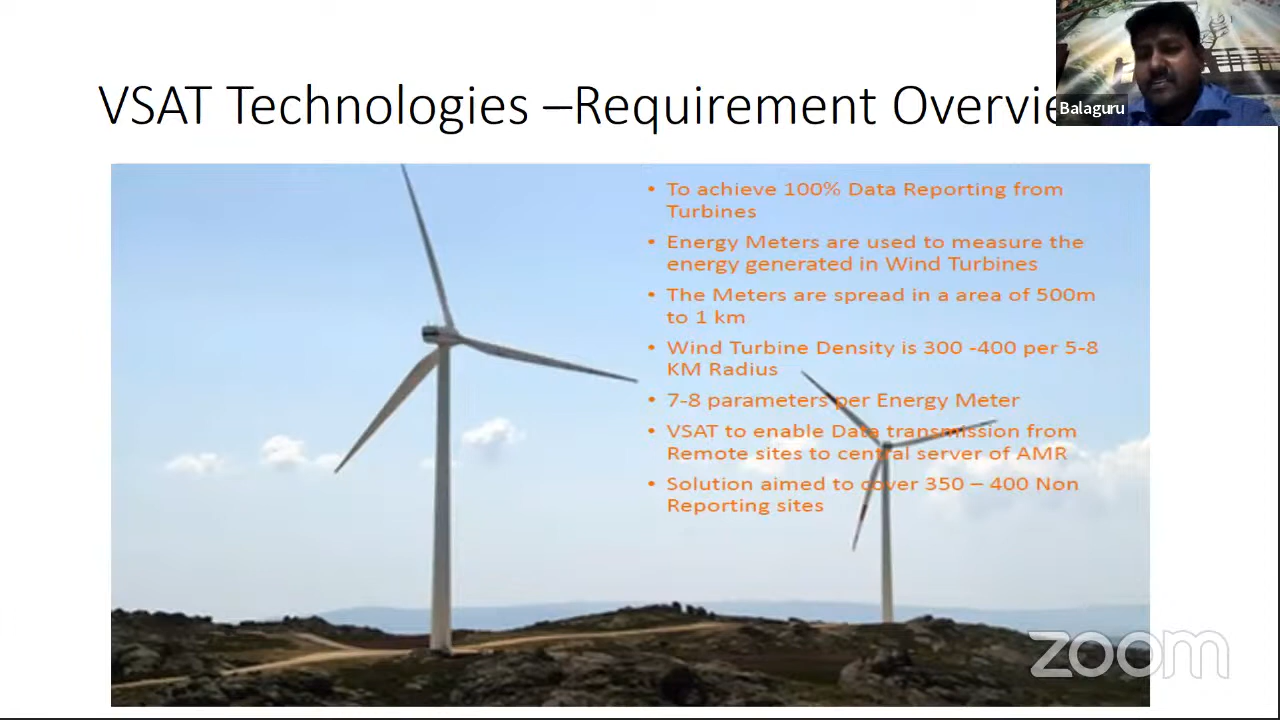 VSAT Technologies –Requirement Overvie
Balaguru
• To achieve 100% Data Reporting from
Turbines
• Energy Meters are used to measure the
energy generated in Wind Turbines
• The Meters are spread in a area of 500m
to 1 km
• Wind Turbine Density is 300 -400 per 5-8
KM Radius
• 7-8 parameters per Energy Meter
• VSAT to enable Data transmission from
Remote sites to central server of AMR
• Solution aimed to cover 350 – 400 Non
Reporting sites
zoom